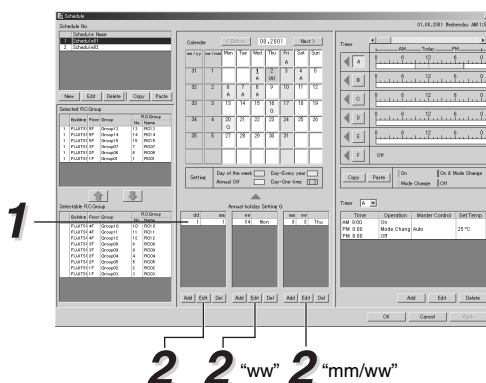 Schedule
Schedule No.
01.08.2001 Wednesday AM1:
Schedule Name
1 Schedule01
2 Schedule02
New Edit Delete Copy Paste
Selected R.C.Group
Building Floor Group R.C.Group
No. Name
1 FUJITSU 5F Group13 13 RC13
1 FUJITSU 5F Group14 14 RC14
1 FUJITSU 5F Group15 15 RC15
1 FUJITSU 3F Group07 7 RC07
1 FUJITSU 2F Group06 6 RC06
1 FUJITSU 1F Group01 1 RC01
Selectable R.C.Group
Building Floor Group R.C.Group
No. Name
FUJITSU 4F Group10 10 RC10
FUJITSU 4F Group11 11 RC11
FUJITSU 4F Group12 12 RC12
FUJITSU 3F Group08 8 RC08
FUJITSU 3F Group09 9 RC09
FUJITSU 2F Group04 4 RC04
FUJITSU 2F Group05 5 RC05
FUJITSU 1F Group02 2 RC02
FUJITSU 1F Group03 3 RC03
Calender < Before 08.2001 Next >
ww/yy ww/mm Mon Tue Wed Thu Fri Sat Sun
A
31 1 1 2 3 4 5
A (A) A
32 2 6 7 8 9 10 11 12
A A A
33 3 13 14 15 16 17 18 19
G
34 4 20 21 22 23 24 25 26
G
35 5 27 28 29 30 31
Setting Day of the week Day-Every year
Annual Off Day-One time (_)
Annual holiday Setting G
dd mm
1 1
ww
34 Mon
mm ww
8 3 Thu
Add Edit Del Add Edit Del Add Edit Del
Timer
AM Today PM
A 0 6 12 6 0
B 0 6 12 6 0
C 0 6 12 6 0
D 0 6 12 6 0
E 0 6 12 6 0
F Off
Copy Paste On On & Mode Change
Mode Change Off
Timer A
Time Operation Master Control Set Temp.
AM 9:00 On
PM 0:00 Mode Chang Auto 25°C
PM 8:00 Off
Add Edit Delete
OK Cancel Apply
1
2 2 "ww" 2 "mm/ww"